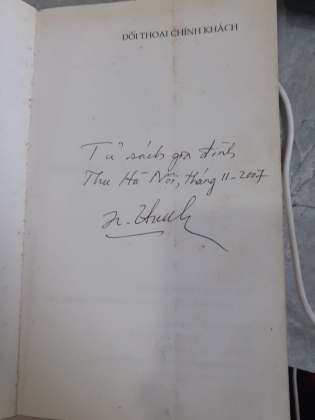 ĐỐI THOẠI CHÍNH KHÁCH
Tủ sách gia đình
Thu Hà Nội, tháng 11-2007